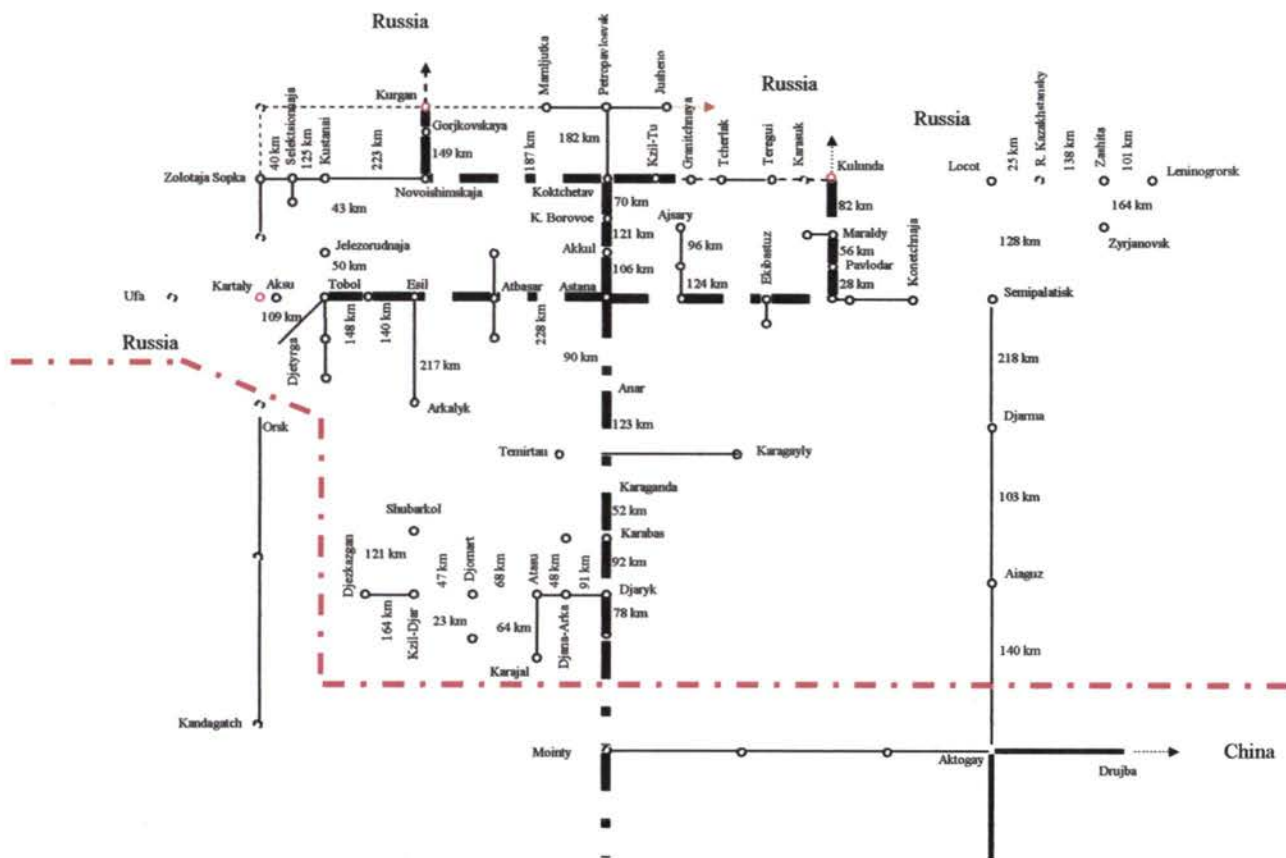 Russia
Mamljutka
Petropavlosvsk
Jusheno
Kurgan
Russia
Russia
Gorjkovskaya
40 km
Selektsionnaja
125 km
Kustanai
223 km
149 km
187 km
182 km
Kzil-Tu
Granitchnaya
Tcherlak
Teregui
Karasuk
Kulunda
Locot
25 km
R. Kazakhstansky
138 km
Zashita
101 km
Leninogrorsk
Zolotaja Sopka
Novoishimskaja
Koktchetav
43 km
70 km
82 km
164 km
K. Borovoe
Ajsary
Maraldy
Zyrjanovsk
Jelezorudnaja
121 km
96 km
56 km
128 km
50 km
Akkul
106 km
Pavlodar
Konetchnaja
Ufa
Kartaly
Aksu
Tobol
Esil
Atbasar
Astana
124 km
Ekibastuz
28 km
Semipalatisk
109 km
Russia
Djetyrga
148 km
140 km
217 km
228 km
90 km
218 km
Arkalyk
Anar
Orsk
123 km
Djarma
Temirtau
Karagayly
Karaganda
Shubarkol
52 km
103 km
Karabas
Djezkazgan
121 km
47 km
Djomart
68 km
Atasu
48 km
91 km
92 km
Djaryk
Aiaguz
164 km
Kzil-Djar
23 km
64 km
Djana-Arka
78 km
140 km
Karajal
Kandagatch
Mointy
Aktogay
Drujba
China